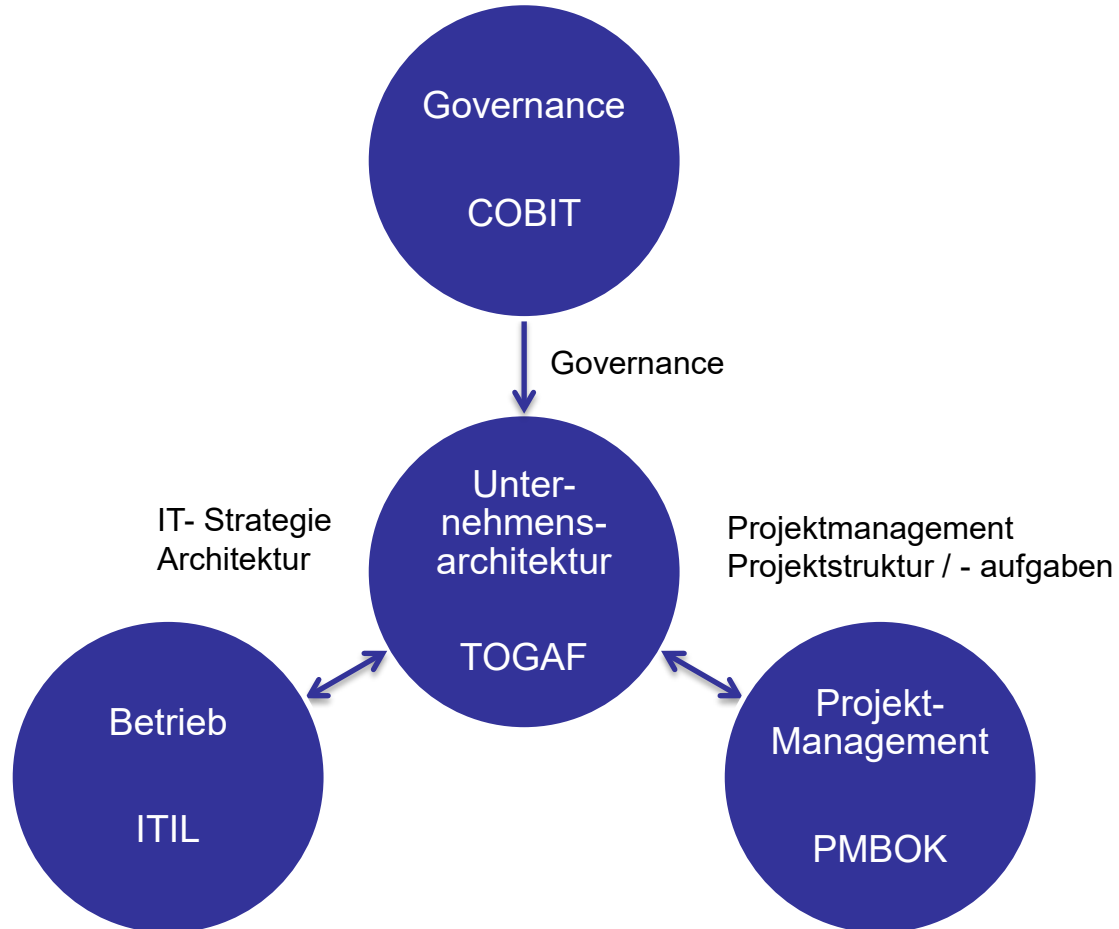 Governance
COBIT
Governance
Unter-
nehmens-
architektur
TOGAF
IT- Strategie
Architektur
Projektmanagement
Projektstruktur / - aufgaben
Betrieb
ITIL
Projekt-
Management
PMBOK